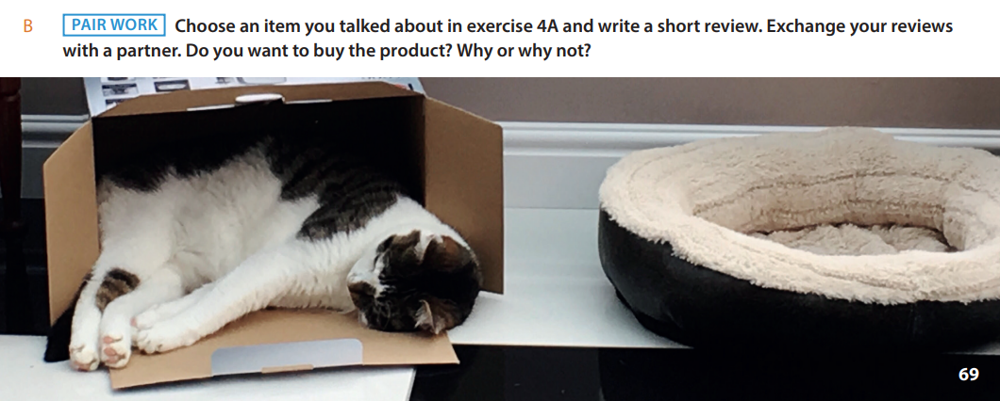 B PAIR WORK Choose an item you talked about in exercise 4A and write a short review. Exchange your reviews
with a partner. Do you want to buy the product? Why or why not?
69